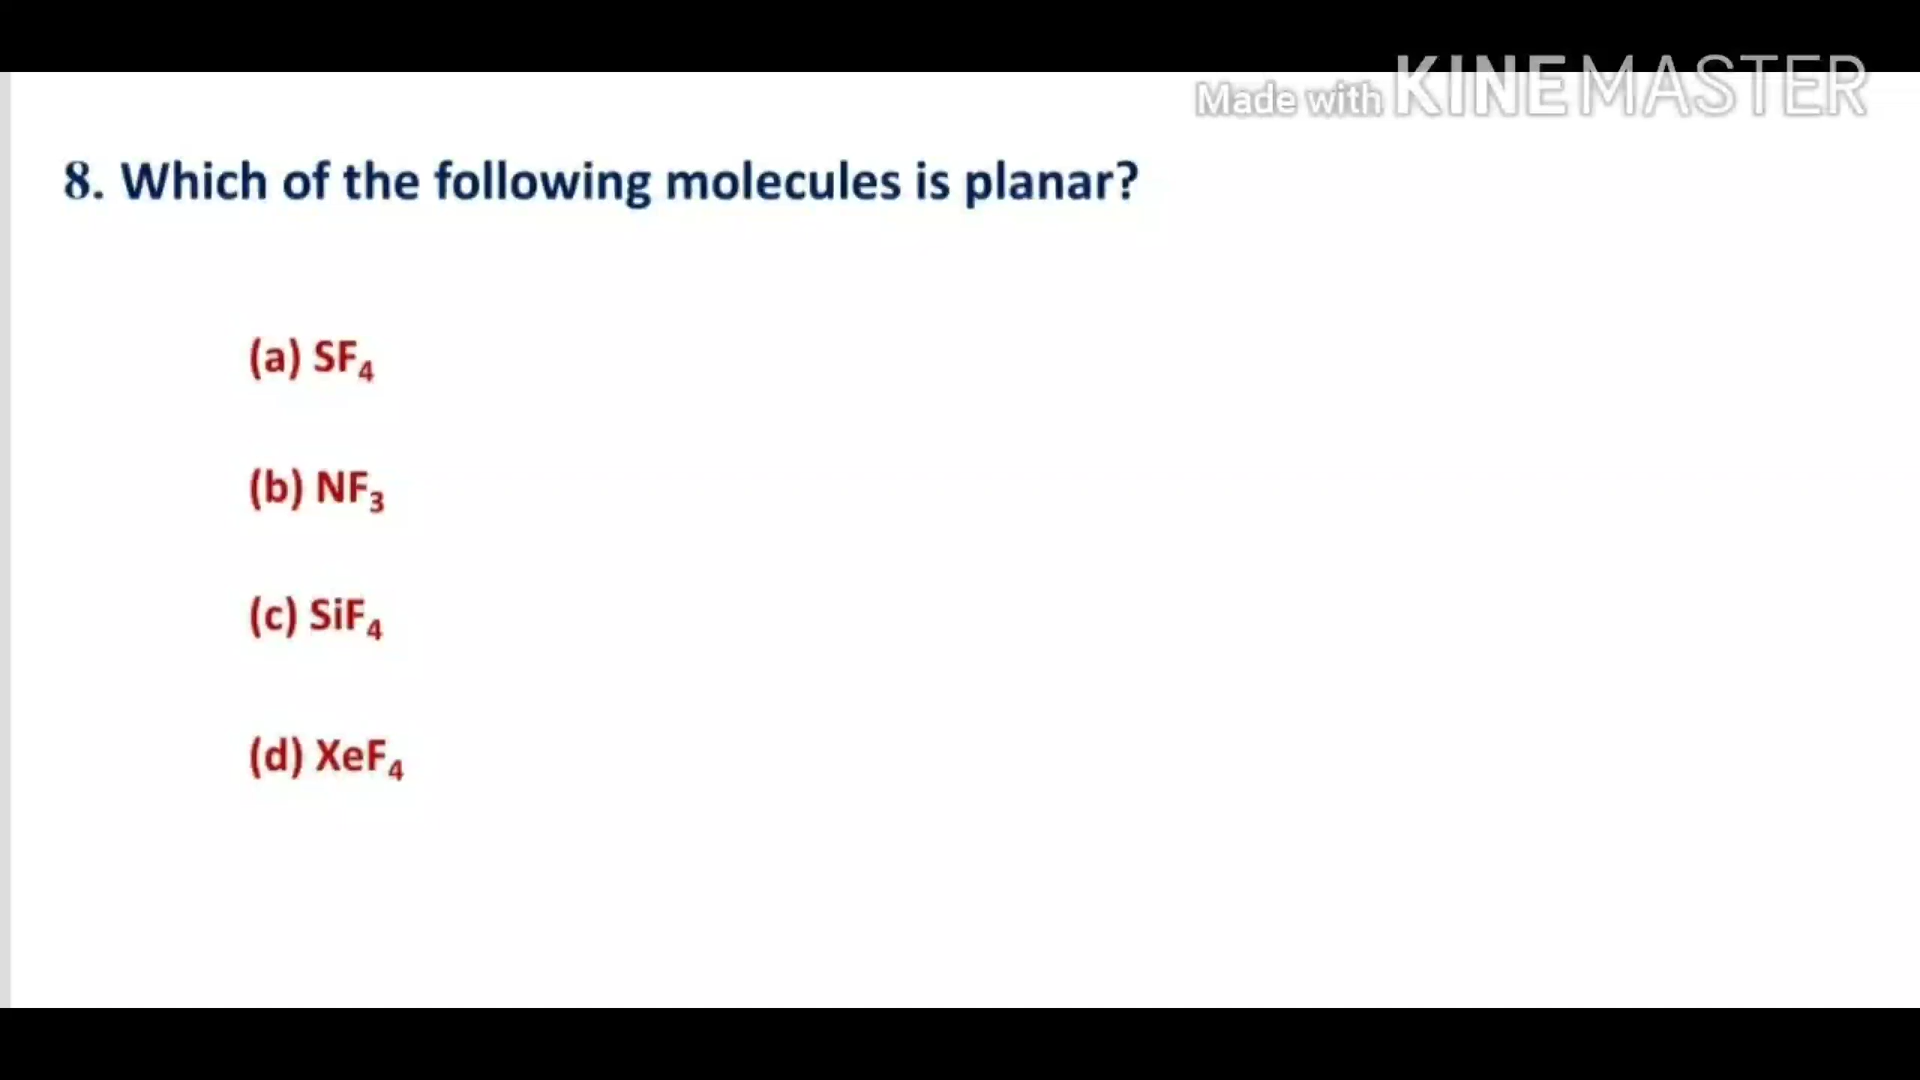 Made with KINEMASTER
8. Which of the following molecules is planar?
(a) SF₄
(b) NF₃
(c) SiF₄
(d) XeF₄